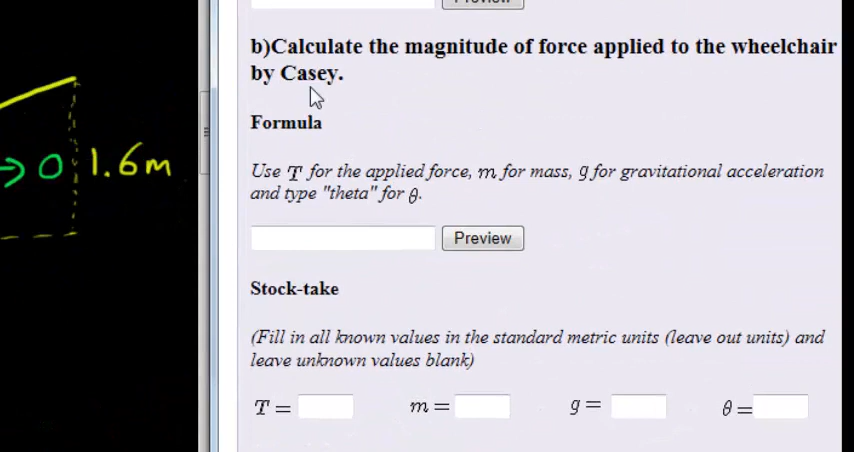 Preview
b)Calculate the magnitude of force applied to the wheelchair
by Casey.
Formula
Use T for the applied force, m for mass, g for gravitational acceleration
and type "theta" for θ.
Preview
Stock-take
(Fill in all known values in the standard metric units (leave out units) and
leave unknown values blank)
T = m = g = θ =
→ 0 1.6m